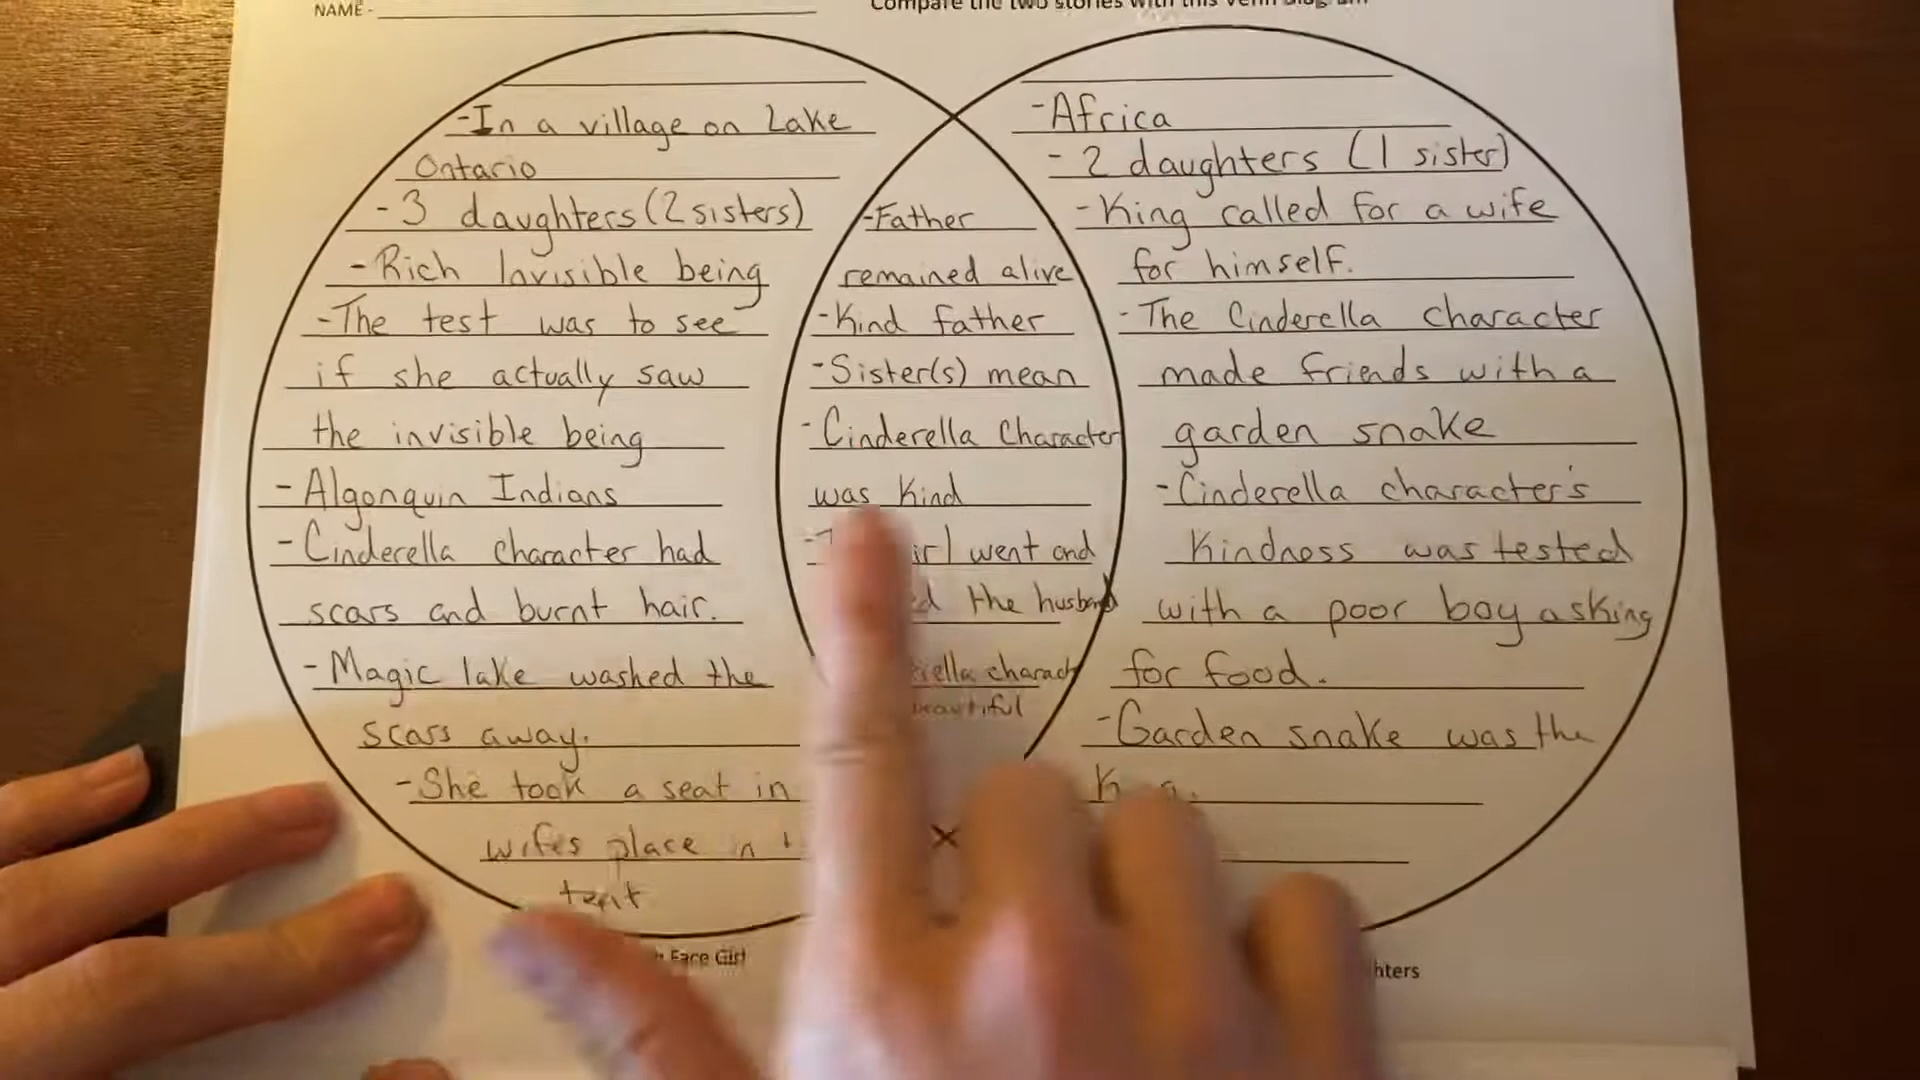 NAME -
Compare the two stories with this Venn diagram
-In a village on Lake
Ontario
-3 daughters (2 sisters)
-Rich Invisible being
-The test was to see
if she actually saw
the invisible being
-Algonquin Indians
-Cinderella character had
scars and burnt hair.
-Magic lake washed the
scars away.
-She took a seat in
wifes place in
tent
-Father
remained alive
-Kind father
-Sister(s) mean
-Cinderella Character
was kind
went and
the husband
charact
beautiful
-Africa
-2 daughters (1 sister)
-King called for a wife
for himself.
-The Cinderella character
made friends with a
garden snake
-Cinderella character's
Kindness was tested
with a poor boy asking
for food.
-Garden snake was the
Face Girl